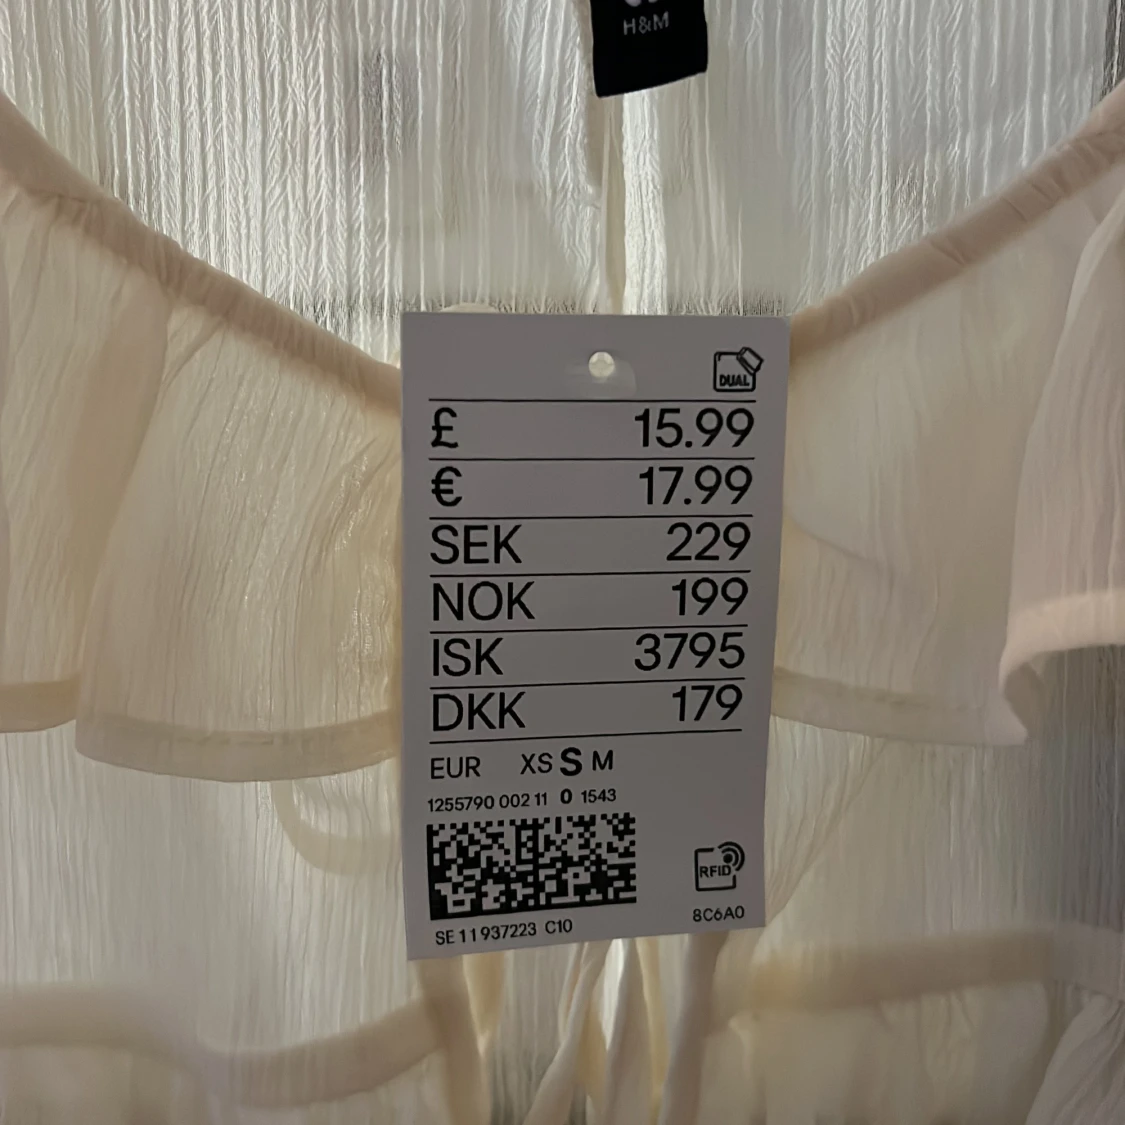 H&M
DUAL
£ 15.99
€ 17.99
SEK 229
NOK 199
ISK 3795
DKK 179
EUR XS S M
1255790 002 11 0 1543
RFID
8C6A0
SE 11 937223 C10